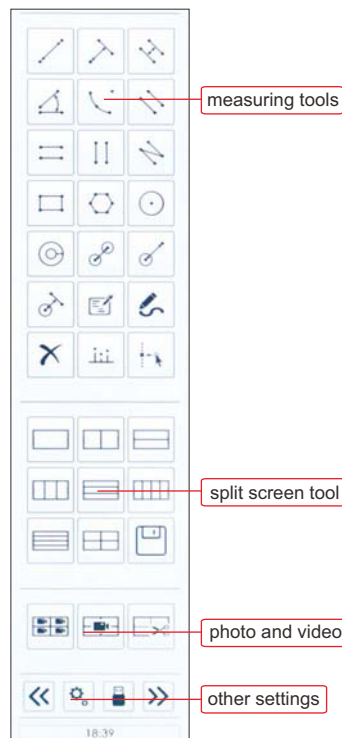 measuring tools
split screen tool
photo and video
other settings
18:39